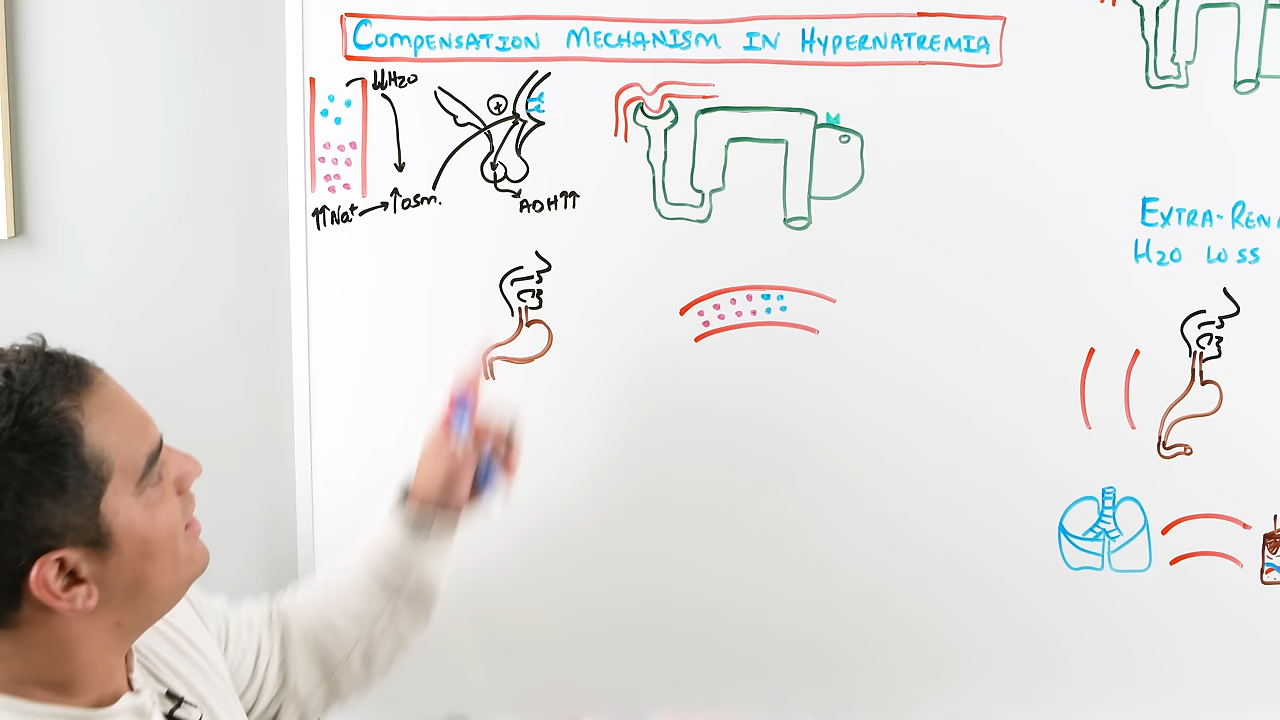 COMPENSATION MECHANISM IN HYPERNATREMIA
↓↓H2O
+
↑↑Na+ → ↑osm.
ADH↑↑
EXTRA-REN
H2O LOSS